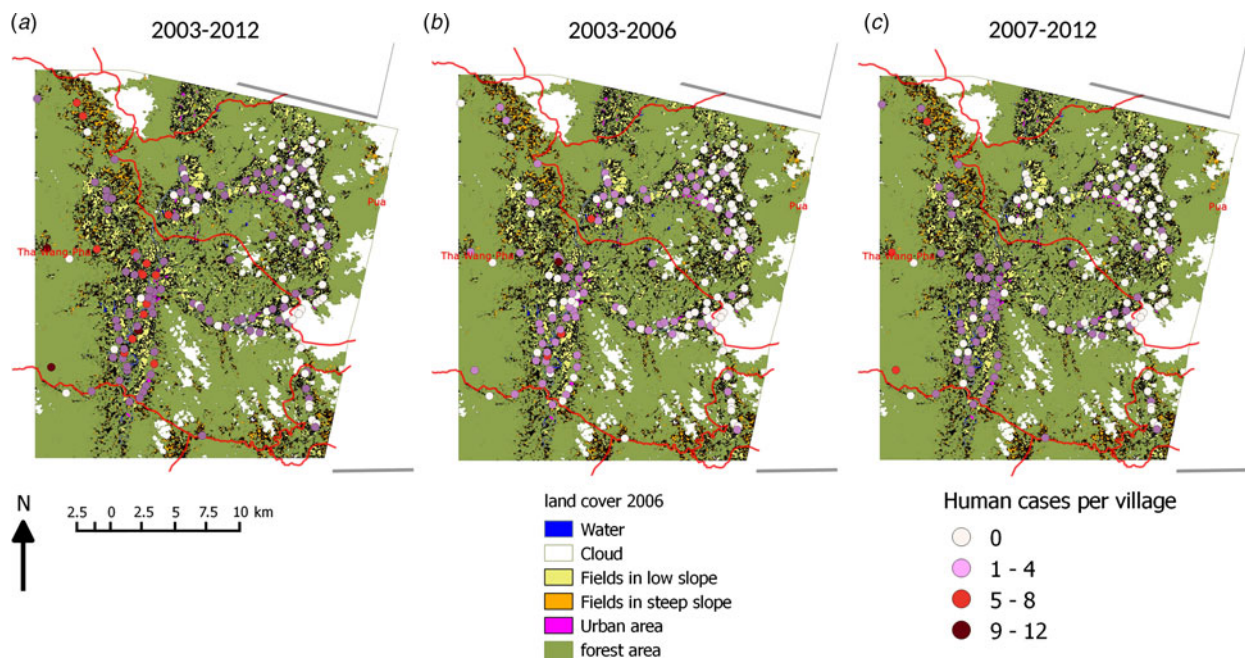 (a)
2003-2012
(b)
2003-2006
(c)
2007-2012
Pua
Tha Wang Pha
Pua
Tha Wang Pha
Pua
Tha Wang Pha
N
2.5 0 2.5 5 7.5 10 km
land cover 2006
Water
Cloud
Fields in low slope
Fields in steep slope
Urban area
forest area
Human cases per village
0
1 - 4
5 - 8
9 - 12